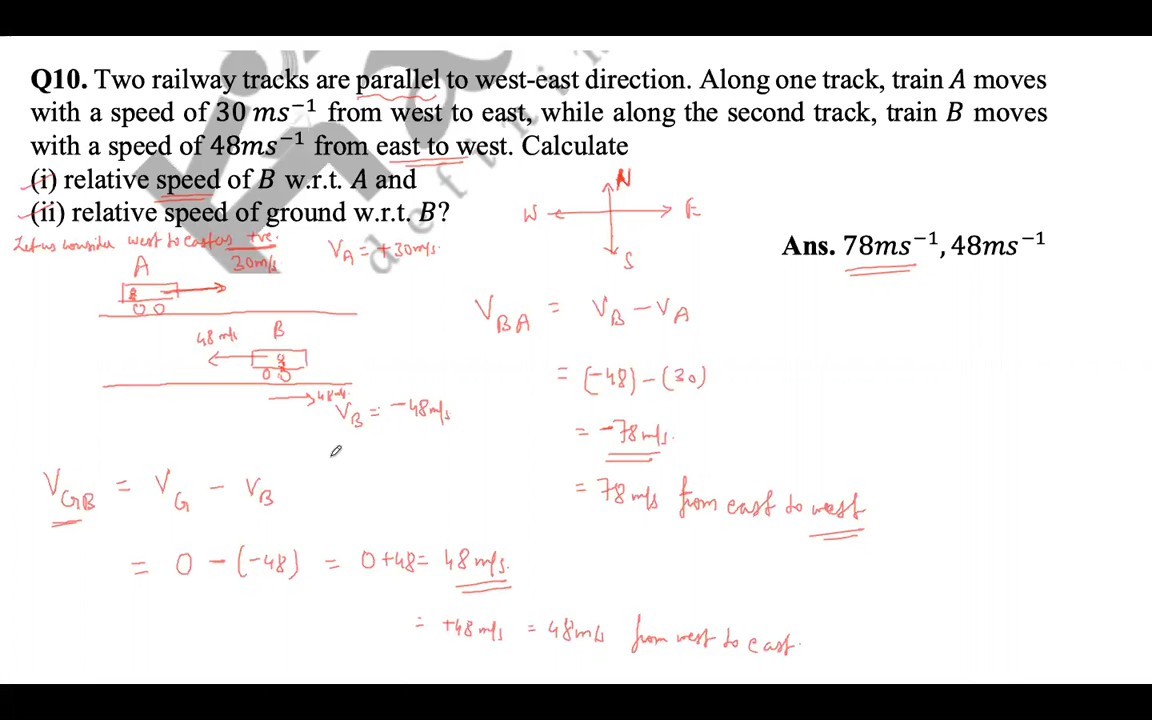 Q10. Two railway tracks are parallel to west-east direction. Along one track, train A moves
with a speed of 30 ms⁻¹ from west to east, while along the second track, train B moves
with a speed of 48ms⁻¹ from east to west. Calculate
(i) relative speed of B w.r.t. A and
(ii) relative speed of ground w.r.t. B?
N
W E
S
Ans. 78ms⁻¹, 48ms⁻¹
Let us consider west to east as +ve.
V_A = +30m/s.
A 30m/s
48 m/s B
48 m/s
V_B = -48m/s
V_BA = V_B - V_A
= (-48) - (30)
= -78m/s.
= 78 m/s from east to west
V_GB = V_G - V_B
= 0 - (-48) = 0+48 = 48 m/s.
= +48 m/s = 48m/s from west to east.